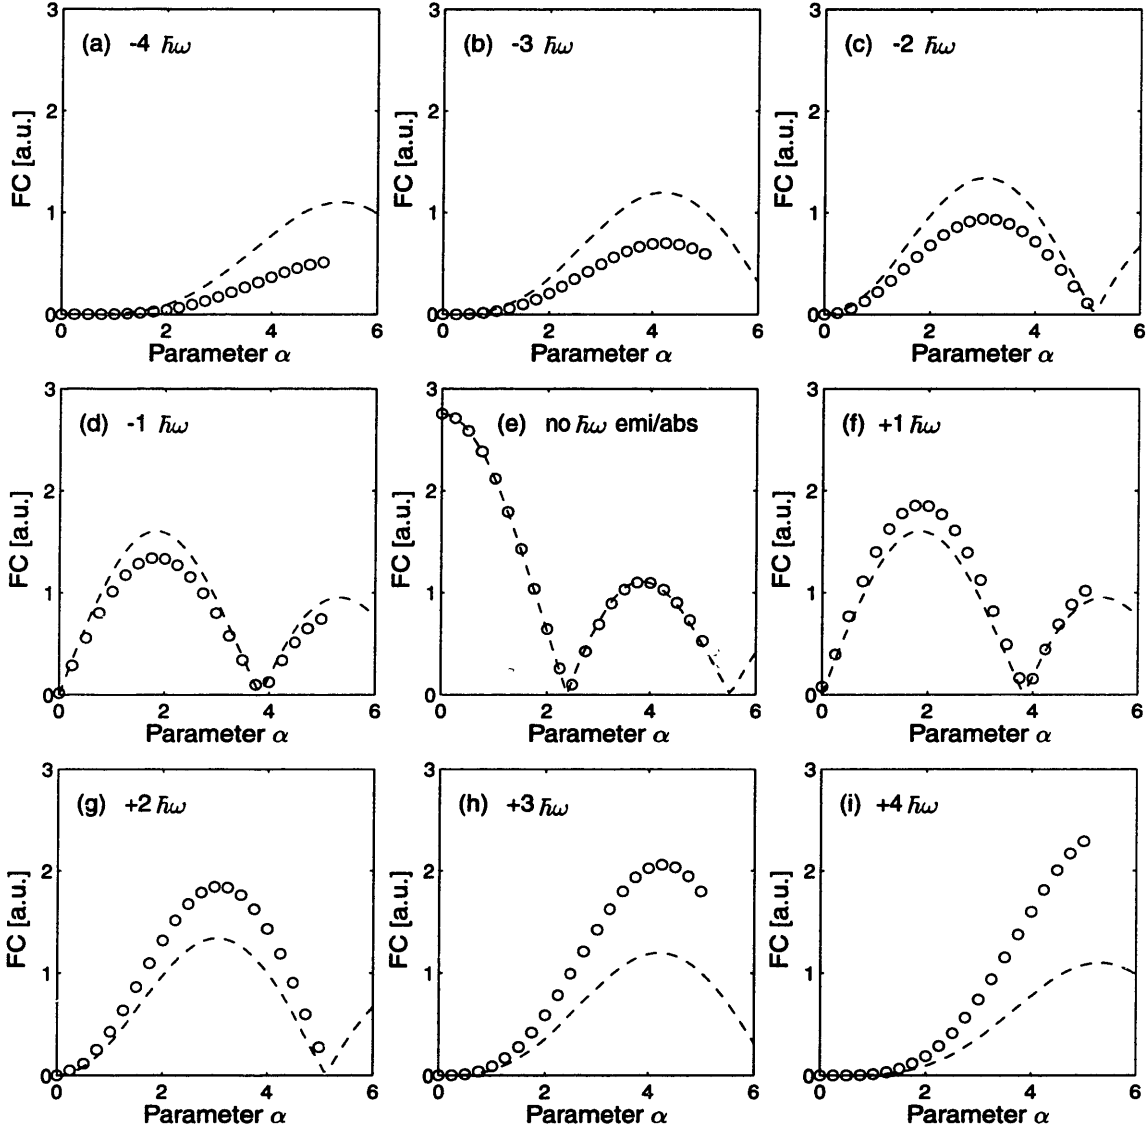 (a) -4 ħω
3
2
1
0
FC [a.u.]
0 2 4 6
Parameter α
(b) -3 ħω
3
2
1
0
FC [a.u.]
0 2 4 6
Parameter α
(c) -2 ħω
3
2
1
0
FC [a.u.]
0 2 4 6
Parameter α
(d) -1 ħω
3
2
1
0
FC [a.u.]
0 2 4 6
Parameter α
(e) no ħω emi/abs
3
2
1
0
FC [a.u.]
0 2 4 6
Parameter α
(f) +1 ħω
3
2
1
0
FC [a.u.]
0 2 4 6
Parameter α
(g) +2 ħω
3
2
1
0
FC [a.u.]
0 2 4 6
Parameter α
(h) +3 ħω
3
2
1
0
FC [a.u.]
0 2 4 6
Parameter α
(i) +4 ħω
3
2
1
0
FC [a.u.]
0 2 4 6
Parameter α